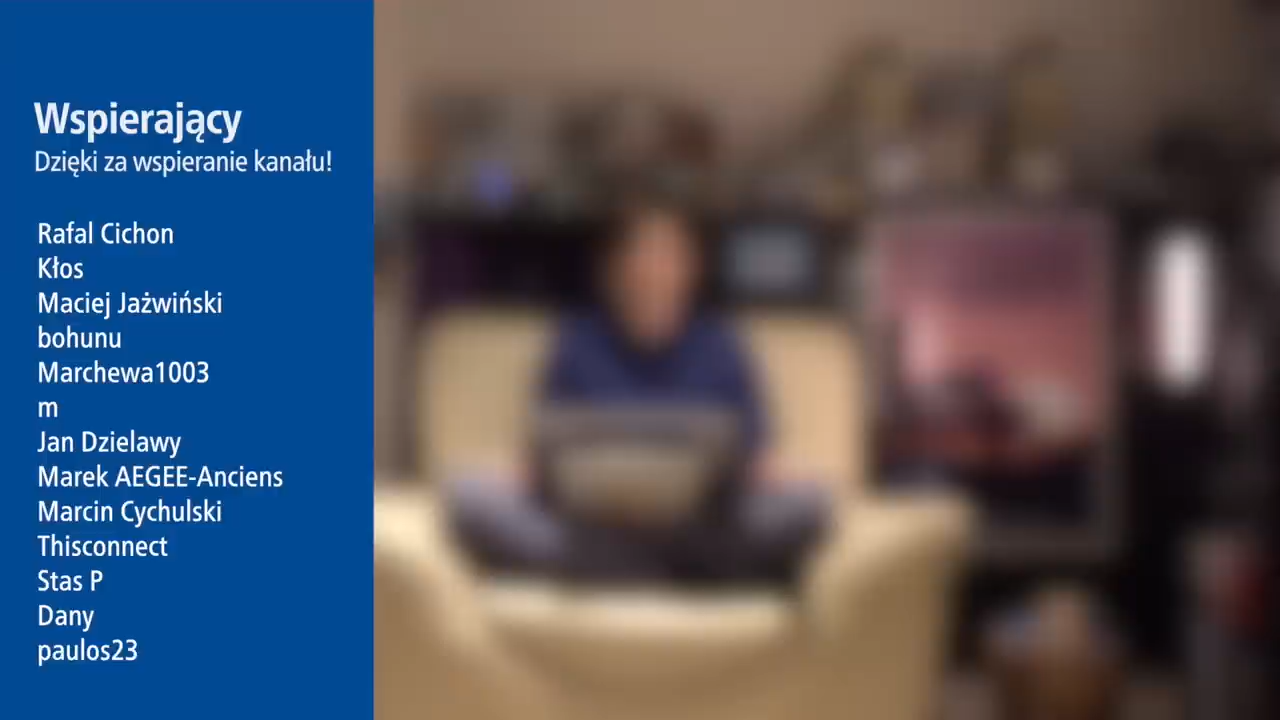 Wspierający
Dzięki za wspieranie kanału!
Rafal Cichon
Kłos
Maciej Jażwiński
bohunu
Marchewa1003
m
Jan Dzielawy
Marek AEGEE-Anciens
Marcin Cychulski
Thisconnect
Stas P
Dany
paulos23